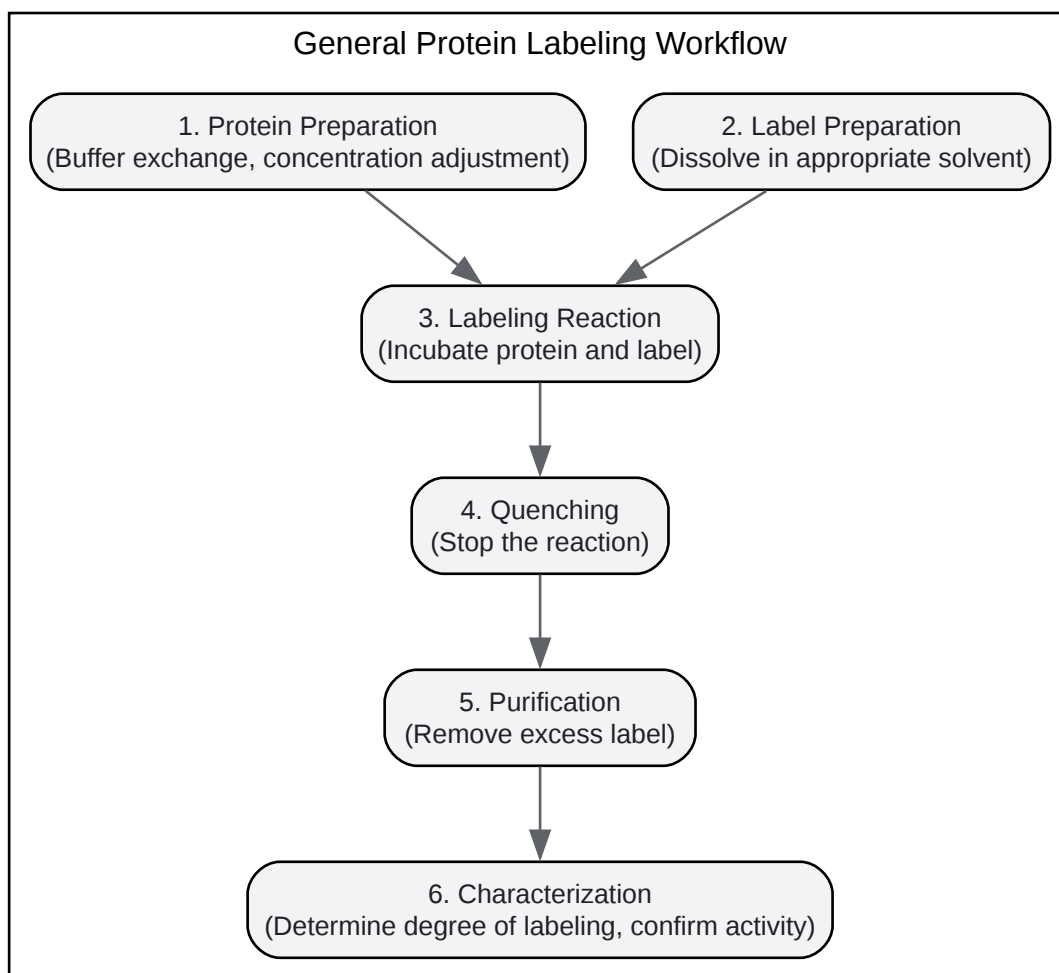 General Protein Labeling Workflow
1. Protein Preparation
(Buffer exchange, concentration adjustment)
2. Label Preparation
(Dissolve in appropriate solvent)
3. Labeling Reaction
(Incubate protein and label)
4. Quenching
(Stop the reaction)
5. Purification
(Remove excess label)
6. Characterization
(Determine degree of labeling, confirm activity)